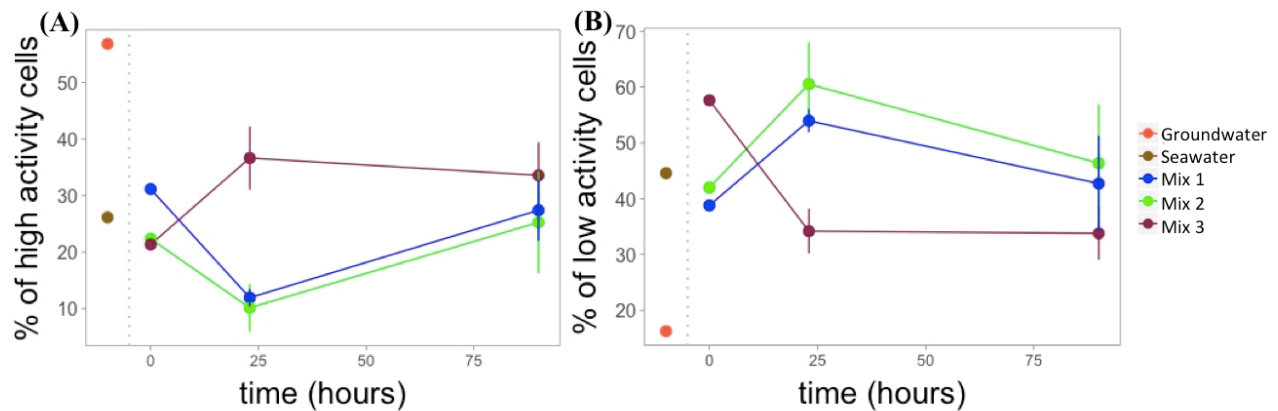 (A)
% of high activity cells
50
40
30
20
10
0
25
50
75
time (hours)
(B)
% of low activity cells
70
60
50
40
30
20
0
25
50
75
time (hours)
Groundwater
Seawater
Mix 1
Mix 2
Mix 3